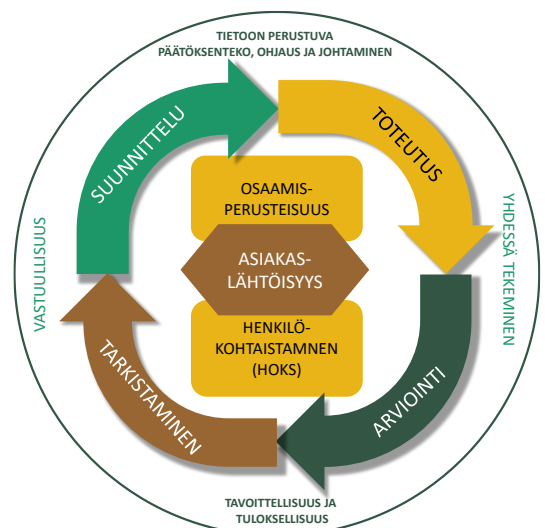 TIETOON PERUSTUVA
PÄÄTÖKSENTEKO, OHJAUS JA JOHTAMINEN
SUUNNITTELU
TOTEUTUS
OSAAMIS-
PERUSTEISUUS
VASTUULLISUUS
ASIAKAS-
LÄHTÖISYYS
YHDESSÄ TEKEMINEN
HENKILÖ-
KOHTAISTAMNEN
(HOKS)
TARKISTAMINEN
ARVIOINTI
TAVOITTELLISUUS JA
TULOKSELLISUUS